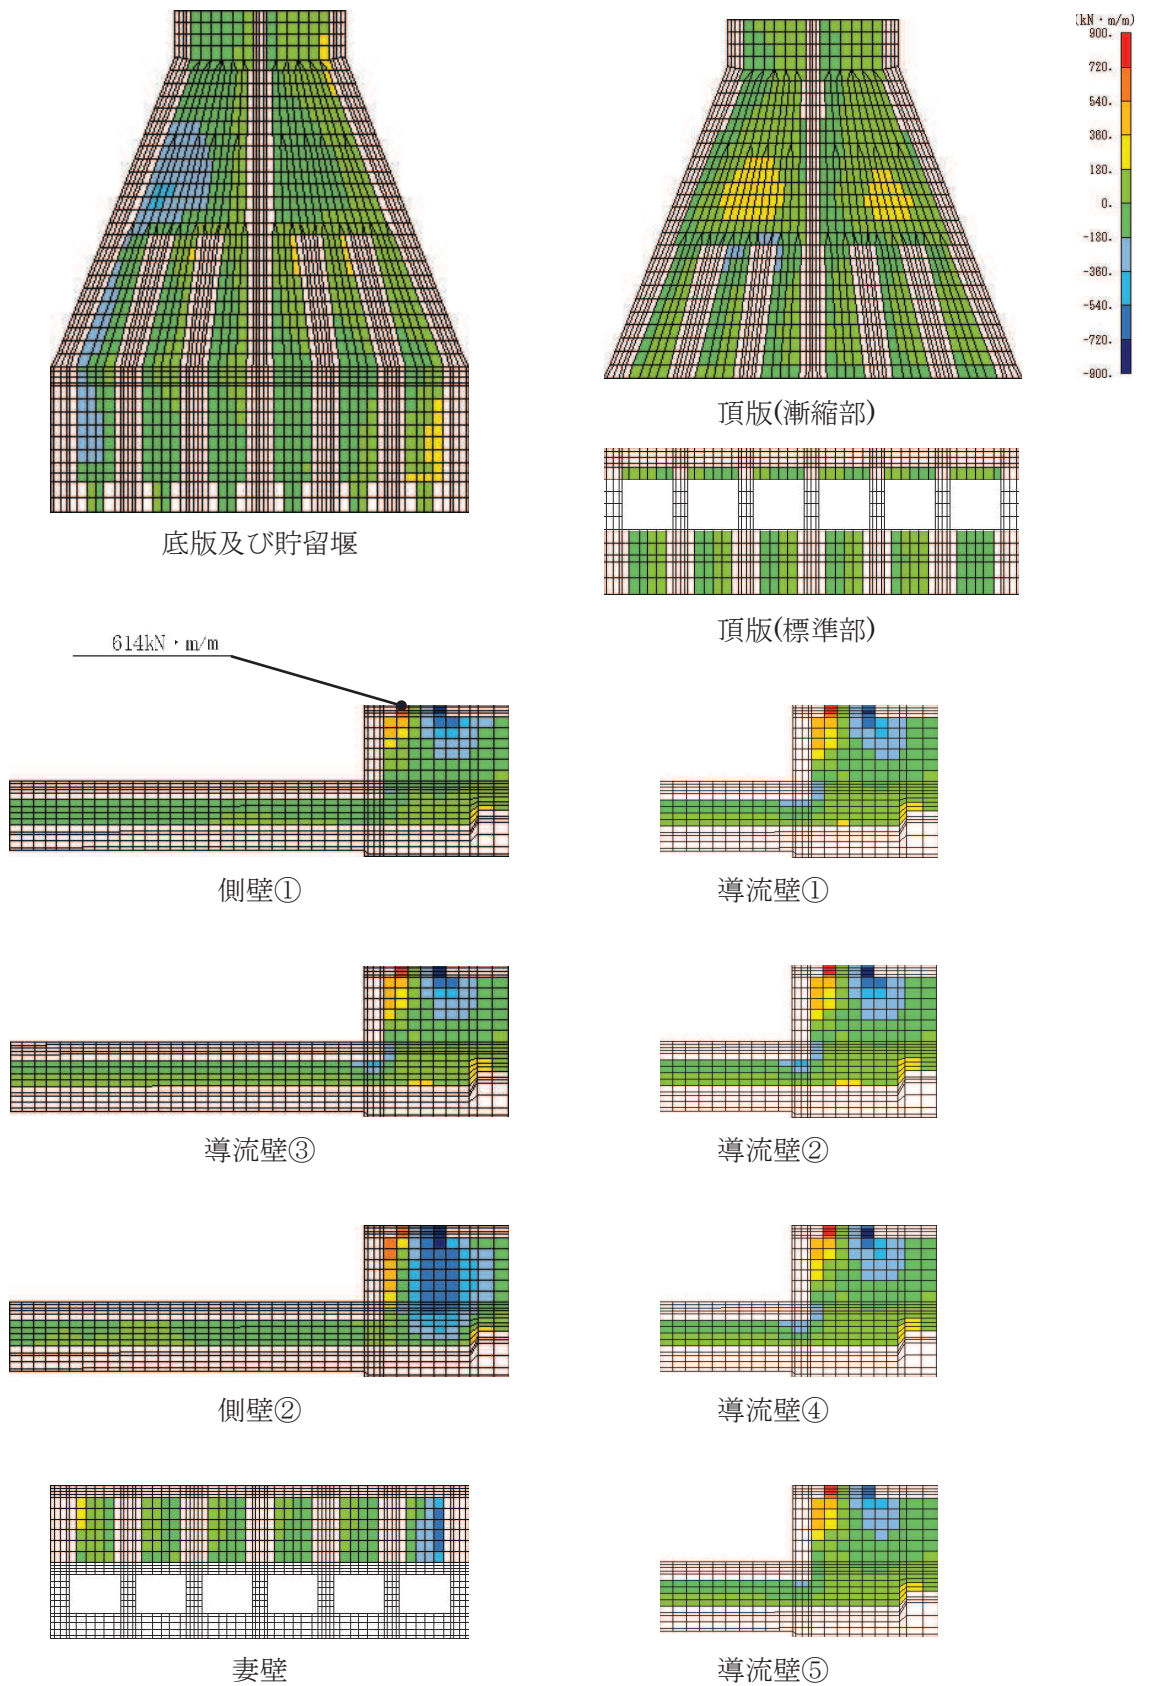 (kN・m/m)
900.
720.
540.
360.
180.
0.
-180.
-360.
-540.
-720.
-900.
頂版(漸縮部)
底版及び貯留堰
頂版(標準部)
614kN・m/m
側壁①
導流壁①
導流壁③
導流壁②
側壁②
導流壁④
妻壁
導流壁⑤